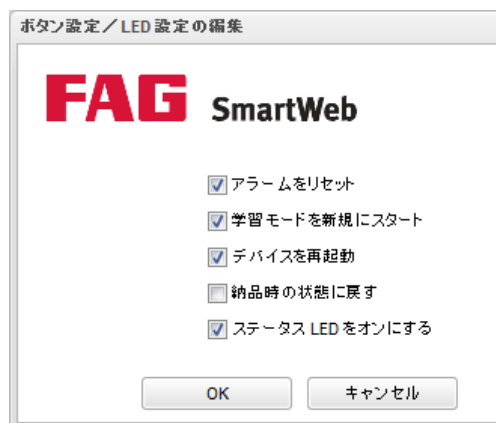 ボタン設定／LED設定の編集
FAG SmartWeb
アラームをリセット
学習モードを新規にスタート
デバイスを再起動
納品時の状態に戻す
ステータス LED をオンにする
OK キャンセル